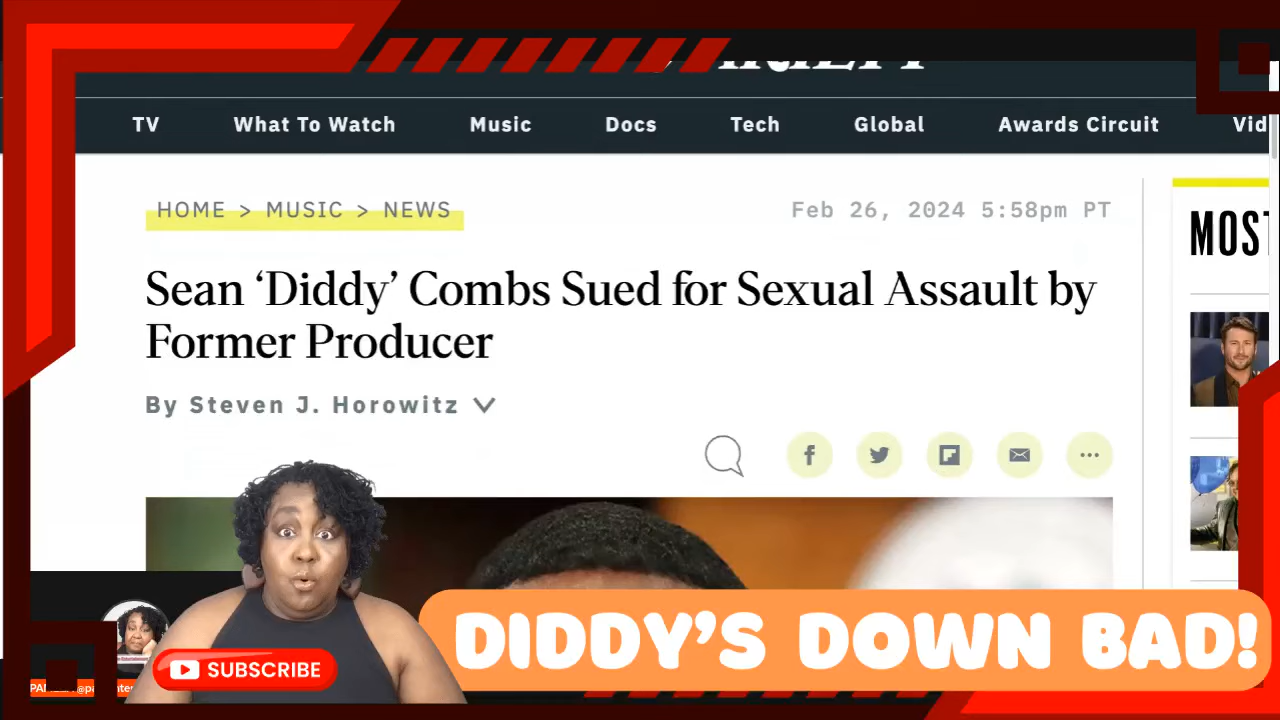 TV What To Watch Music Docs Tech Global Awards Circuit Vid
HOME > MUSIC > NEWS
Feb 26, 2024 5:58pm PT
MOST
Sean ‘Diddy’ Combs Sued for Sexual Assault by
Former Producer
By Steven J. Horowitz
DIDDY’S DOWN BAD!
SUBSCRIBE